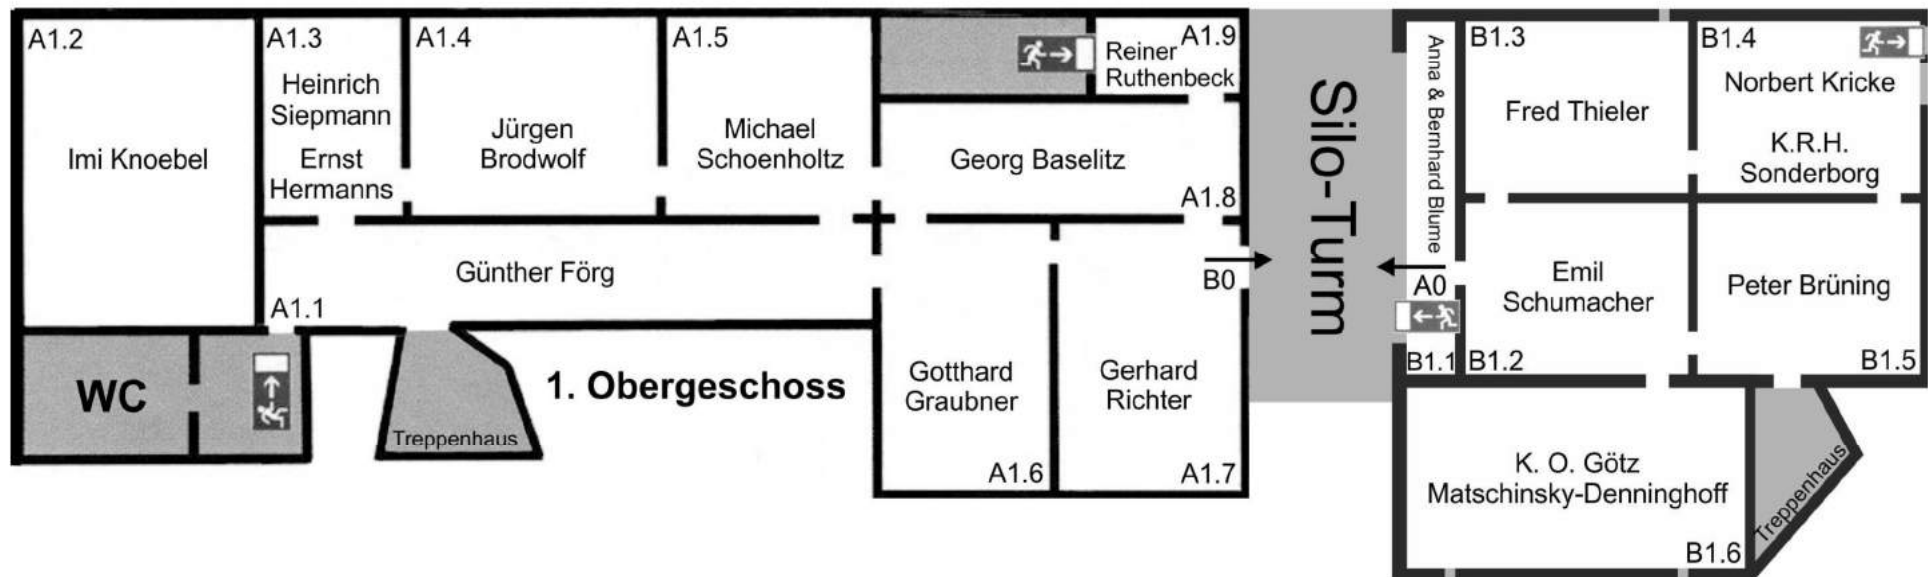 A1.2
Imi Knoebel
A1.3
Heinrich
Siepmann
Ernst
Hermanns
A1.4
Jürgen
Brodwolf
A1.5
Michael
Schoenholtz
A1.9
Reiner
Ruthenbeck
Georg Baselitz
A1.8
Günther Förg
A1.1
WC
Treppenhaus
1. Obergeschoss
Gotthard
Graubner
A1.6
Gerhard
Richter
A1.7
B0
Silo-Turm
Anna & Bernhard Blume
A0
B1.1
B1.3
Fred Thieler
B1.4
Norbert Kricke
K.R.H.
Sonderborg
Emil
Schumacher
B1.2
Peter Brüning
B1.5
K. O. Götz
Matschinsky-Denninghoff
B1.6
Treppenhaus